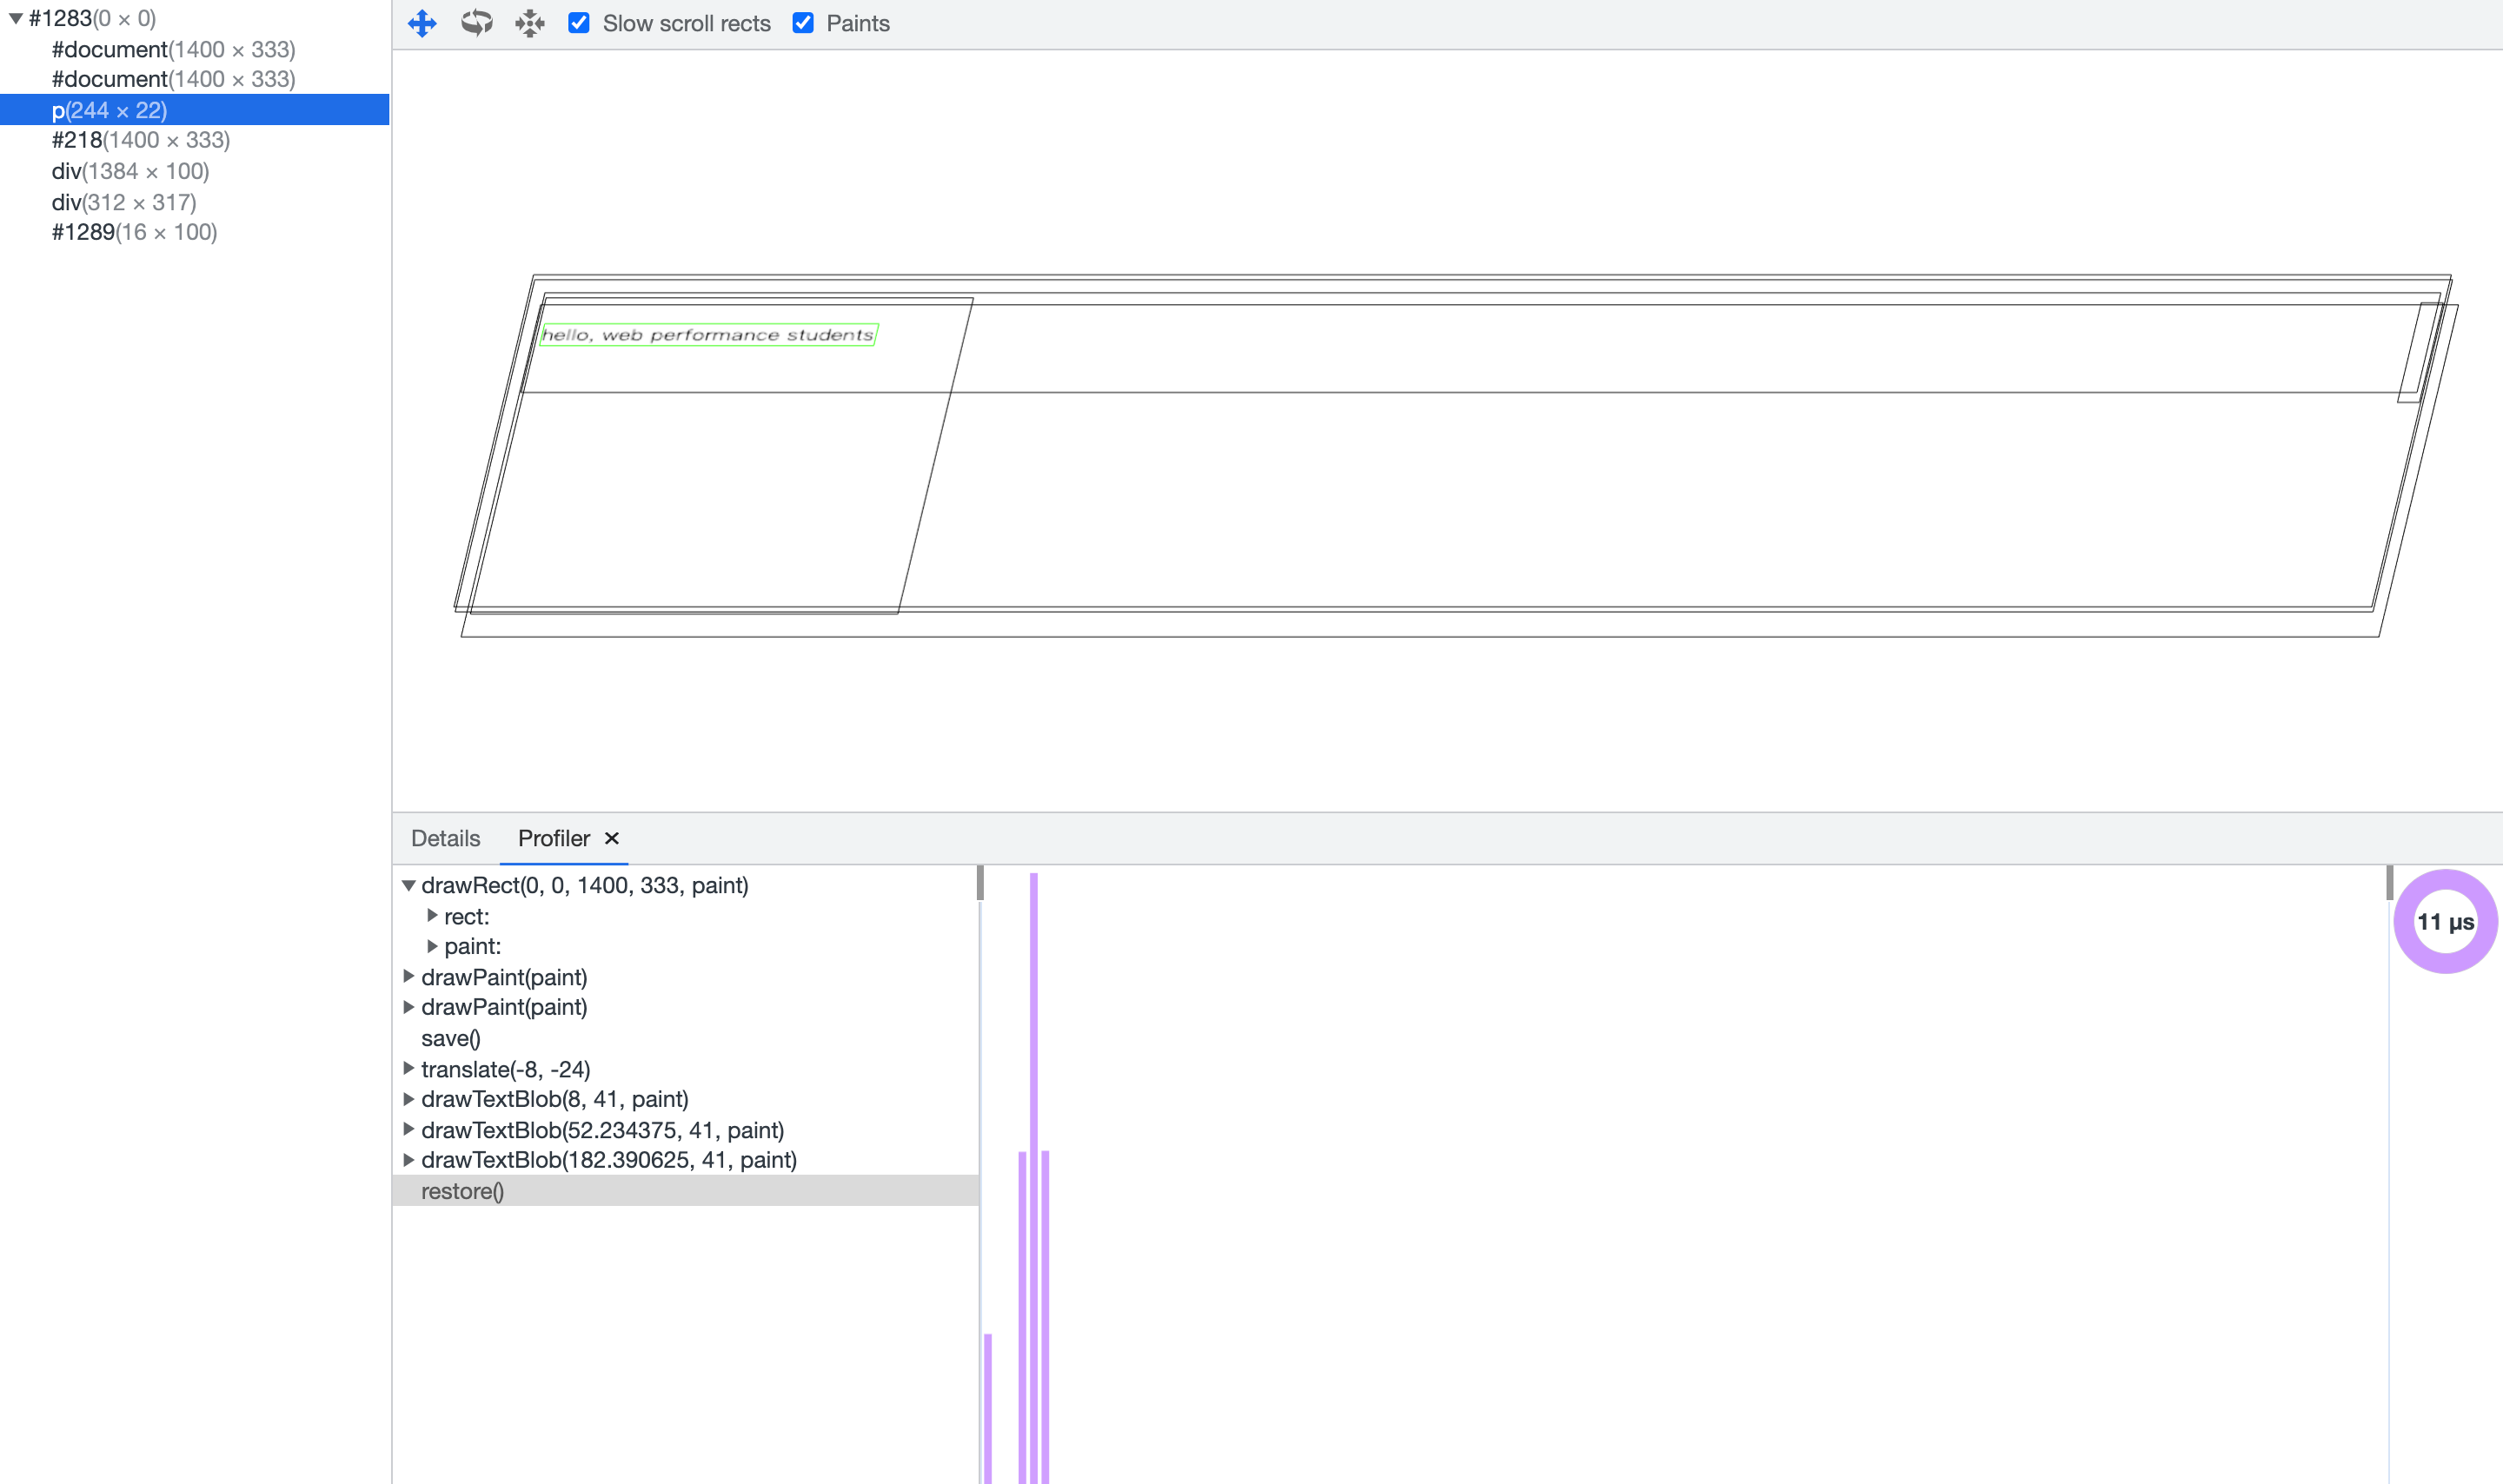 #1283(0 × 0)
#document(1400 × 333)
#document(1400 × 333)
p(244 × 22)
#218(1400 × 333)
div(1384 × 100)
div(312 × 317)
#1289(16 × 100)
Slow scroll rects Paints
hello, web performance students
Details Profiler ✕
drawRect(0, 0, 1400, 333, paint)
rect:
paint:
drawPaint(paint)
drawPaint(paint)
save()
translate(-8, -24)
drawTextBlob(8, 41, paint)
drawTextBlob(52.234375, 41, paint)
drawTextBlob(182.390625, 41, paint)
restore()
11 μs